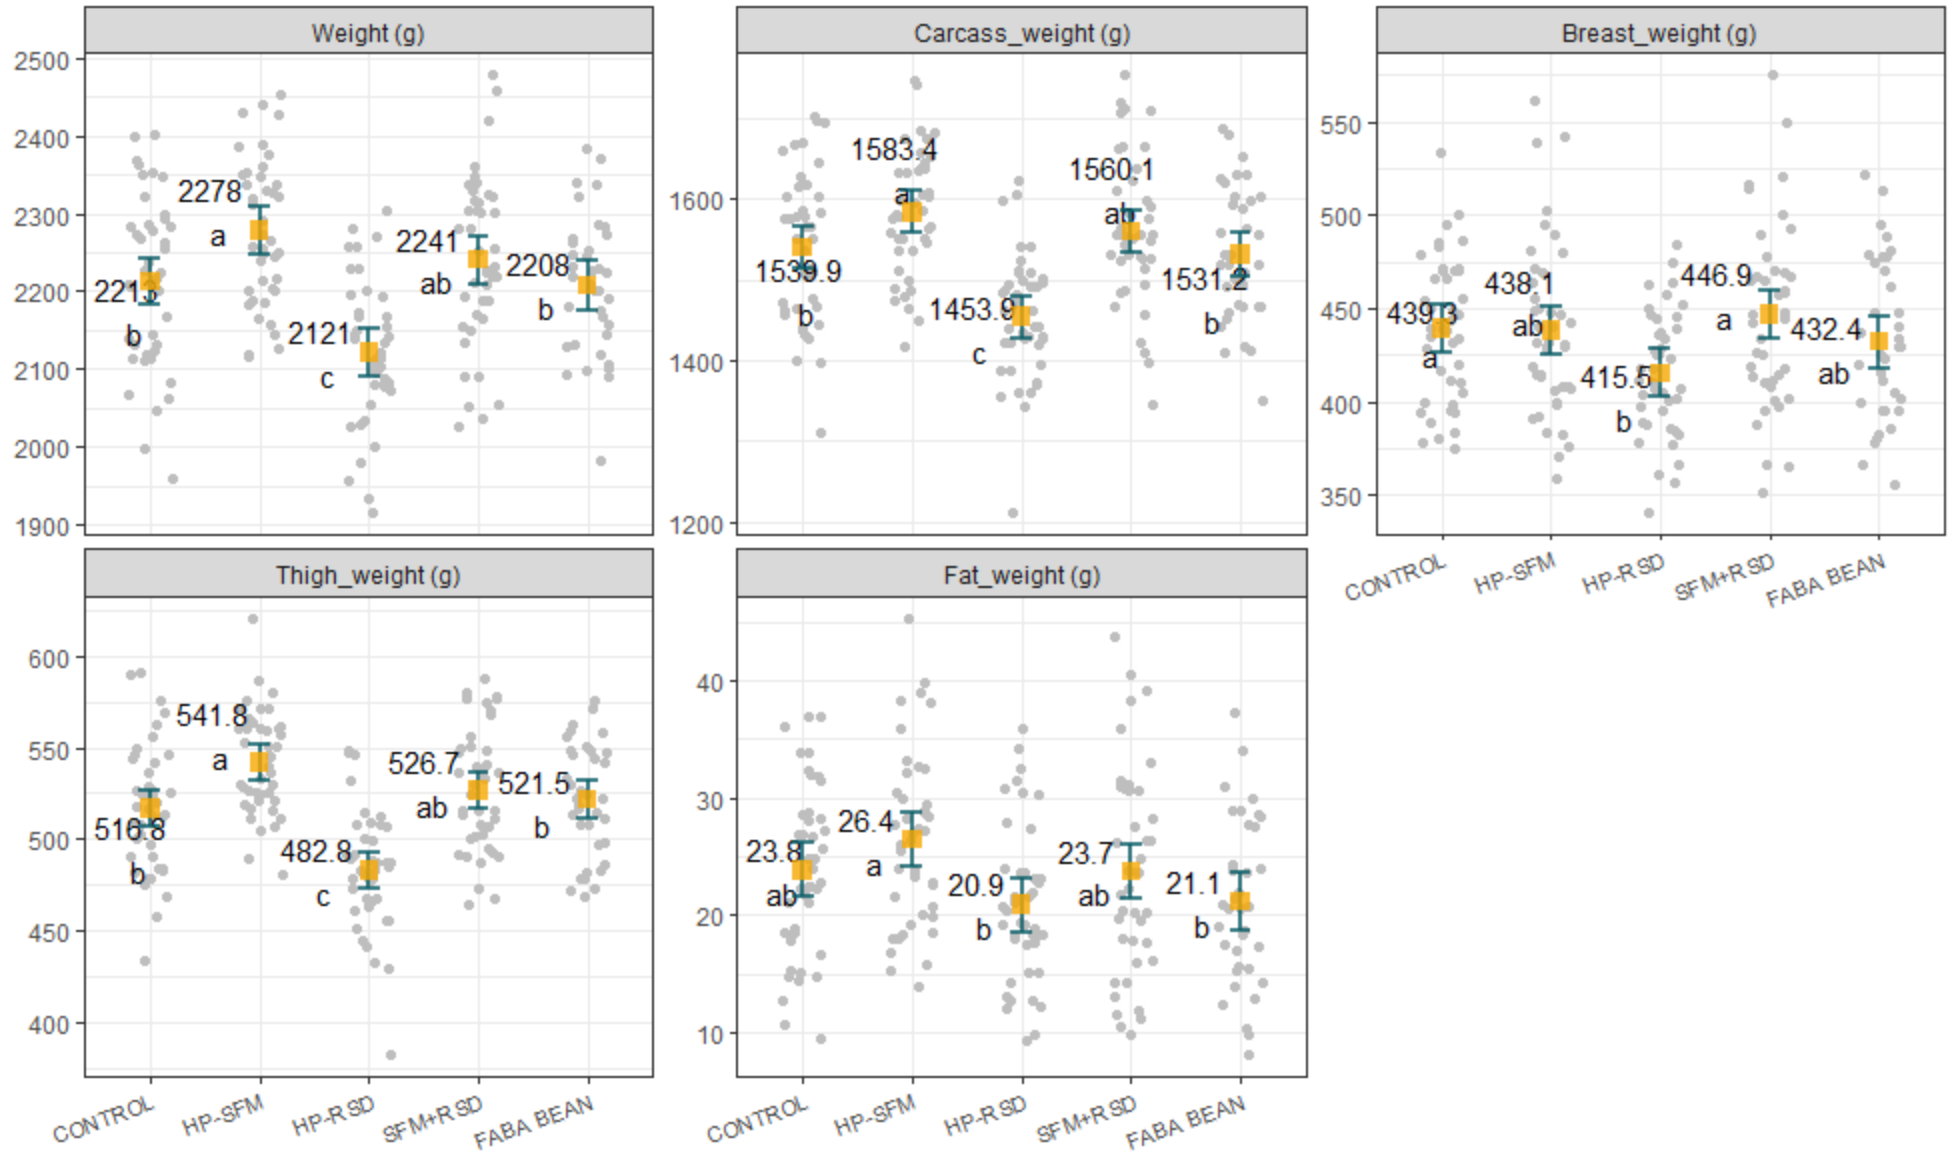 Weight (g)
2500
2400
2300
2200
2100
2000
1900
2213
b
2278
a
2121
c
2241
ab
2208
b
Carcass_weight (g)
1600
1400
1200
1539.9
b
1583.4
a
1453.9
c
1560.1
ab
1531.2
b
Breast_weight (g)
550
500
450
400
350
439.3
a
438.1
ab
415.5
b
446.9
a
432.4
ab
CONTROL
HP-SFM
HP-RSD
SFM+RSD
FABA BEAN
Thigh_weight (g)
600
550
500
450
400
516.8
b
541.8
a
482.8
c
526.7
ab
521.5
b
CONTROL
HP-SFM
HP-RSD
SFM+RSD
FABA BEAN
Fat_weight (g)
40
30
20
10
23.8
ab
26.4
a
20.9
b
23.7
ab
21.1
b
CONTROL
HP-SFM
HP-RSD
SFM+RSD
FABA BEAN